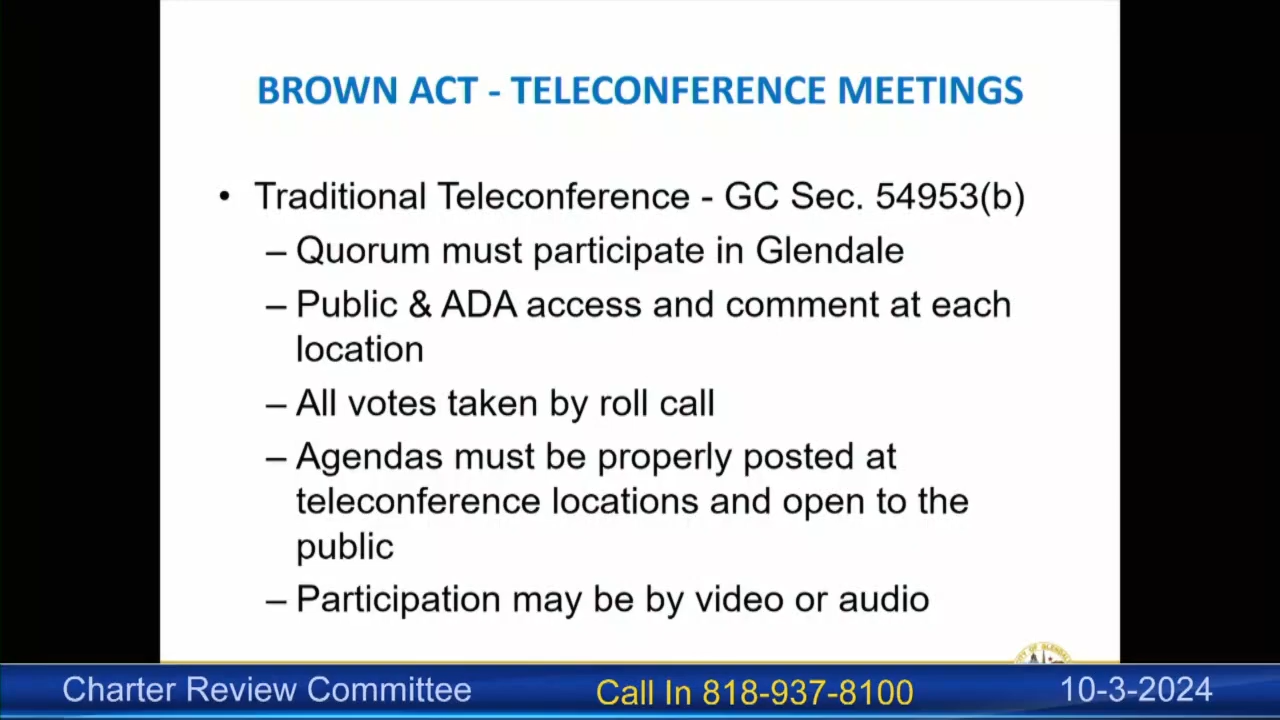 BROWN ACT - TELECONFERENCE MEETINGS
• Traditional Teleconference - GC Sec. 54953(b)
– Quorum must participate in Glendale
– Public & ADA access and comment at each
location
– All votes taken by roll call
– Agendas must be properly posted at
teleconference locations and open to the
public
– Participation may be by video or audio
Charter Review Committee
Call In 818-937-8100
10-3-2024